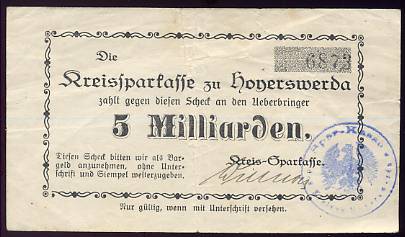 Die
6873
Kreissparkasse zu Hoyerswerda
zahlt gegen diesen Scheck an den Ueberbringer
5 Milliarden.
Diesen Scheck bitten wir als Bar-
geld anzunehmen, ohne Unter-
schrift und Stempel weiterzugeben.
Kreis-Sparkasse.
Nur gültig, wenn mit Unterschrift versehen.